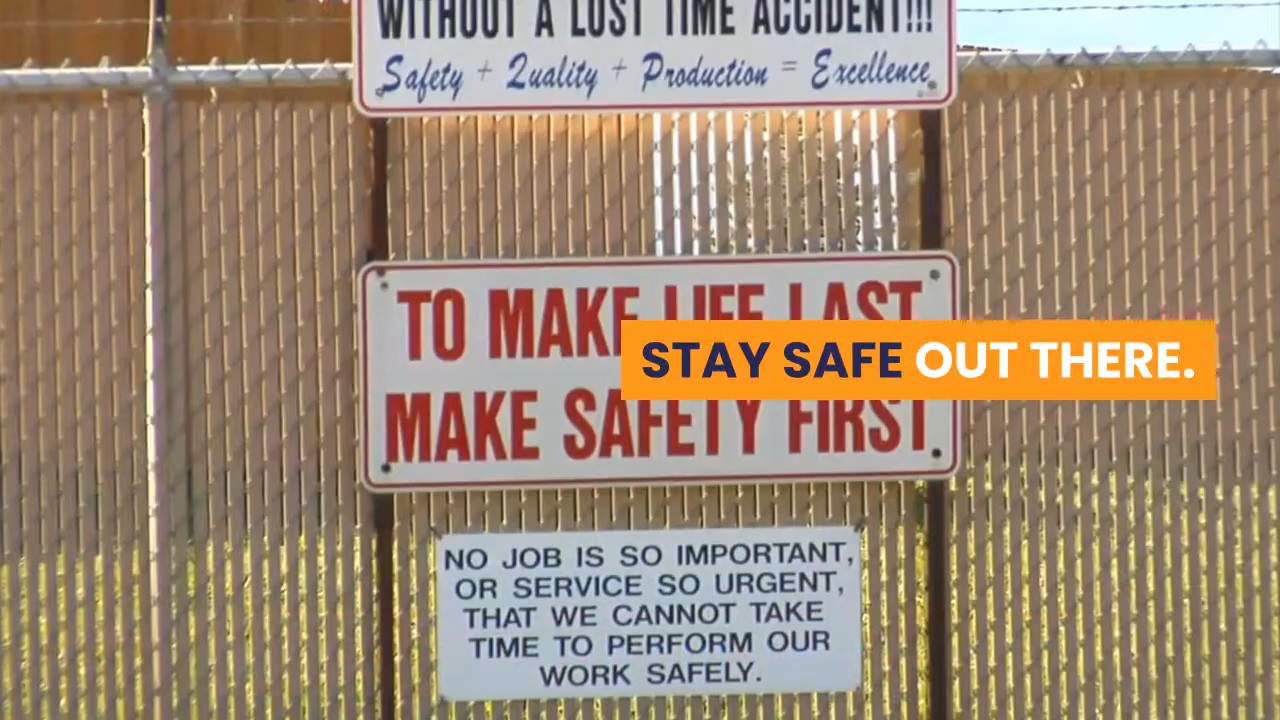 WITHOUT A LOST TIME ACCIDENT!!!
Safety + Quality + Production = Excellence
TO MAKE LIFE LAST
STAY SAFE OUT THERE.
MAKE SAFETY FIRST
NO JOB IS SO IMPORTANT,
OR SERVICE SO URGENT,
THAT WE CANNOT TAKE
TIME TO PERFORM OUR
WORK SAFELY.